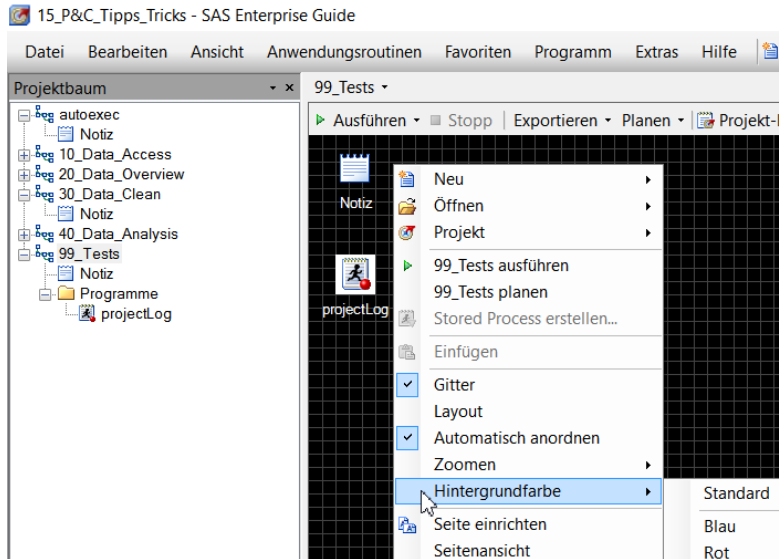 15_P&C_Tipps_Tricks - SAS Enterprise Guide
Datei Bearbeiten Ansicht Anwendungsroutinen Favoriten Programm Extras Hilfe
Projektbaum
autoexec
Notiz
10_Data_Access
20_Data_Overview
30_Data_Clean
Notiz
40_Data_Analysis
99_Tests
Notiz
Programme
projectLog
99_Tests
Ausführen Stopp Exportieren Planen Projekt-
Notiz
projectLog
Neu
Öffnen
Projekt
99_Tests ausführen
99_Tests planen
Stored Process erstellen...
Einfügen
Gitter
Layout
Automatisch anordnen
Zoomen
Hintergrundfarbe
Seite einrichten
Seitenansicht
Standard
Blau
Rot